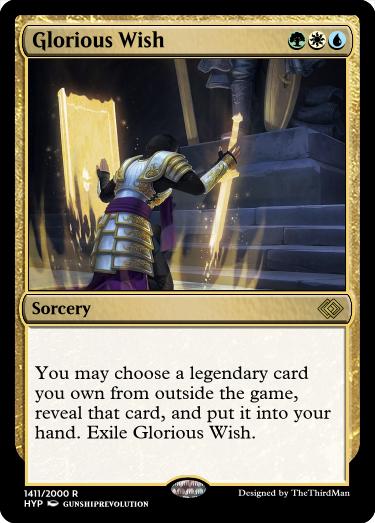 Glorious Wish
Sorcery
You may choose a legendary card
you own from outside the game,
reveal that card, and put it into your
hand. Exile Glorious Wish.
1411/2000 R
Designed by TheThirdMan
HYP GUNSHIPREVOLUTION